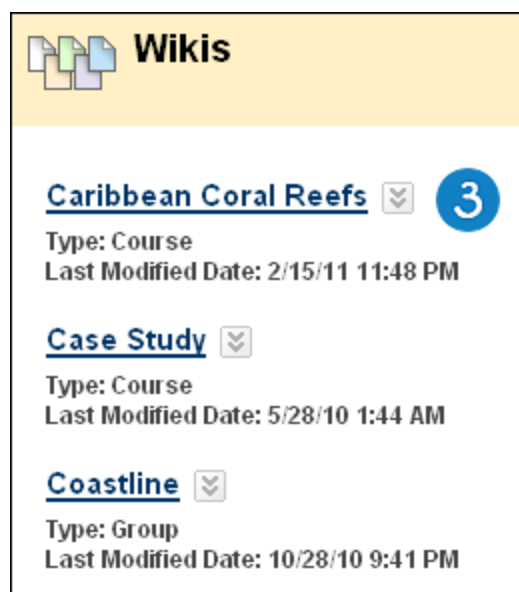 Wikis
Caribbean Coral Reefs 3
Type: Course
Last Modified Date: 2/15/11 11:48 PM
Case Study
Type: Course
Last Modified Date: 5/28/10 1:44 AM
Coastline
Type: Group
Last Modified Date: 10/28/10 9:41 PM